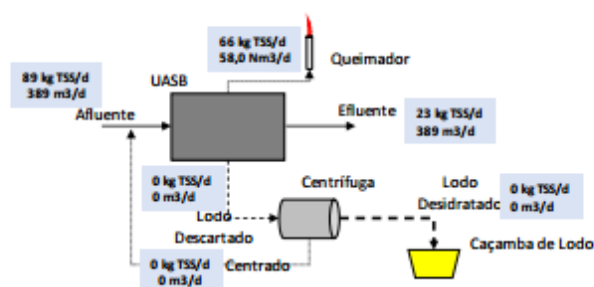 66 kg TSS/d
58,0 Nm3/d
Queimador
89 kg TSS/d
389 m3/d
UASB
Afluente
Efluente
23 kg TSS/d
389 m3/d
0 kg TSS/d
0 m3/d
Centrífuga
Lodo
Desidratado
0 kg TSS/d
0 m3/d
Lodo
Descartado
Caçamba de Lodo
0 kg TSS/d
0 m3/d
Centrado